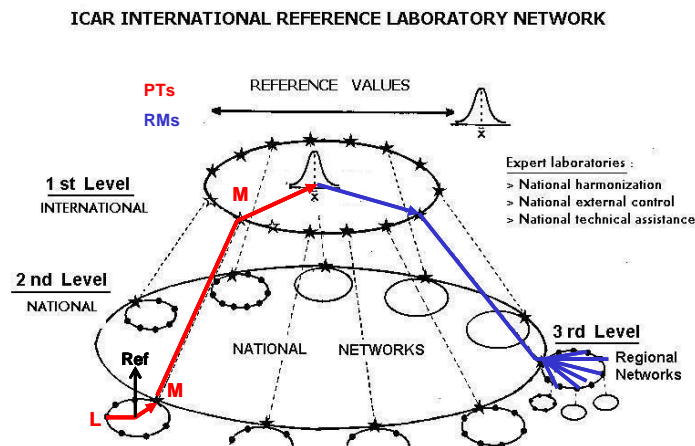 ICAR INTERNATIONAL REFERENCE LABORATORY NETWORK
PTs
REFERENCE VALUES
RMs
x
Expert laboratories :
> National harmonization
> National external control
> National technical assistance
1 st Level
INTERNATIONAL
M
x
2 nd Level
NATIONAL
3 rd Level
Regional
Networks
NATIONAL NETWORKS
Ref
M
L